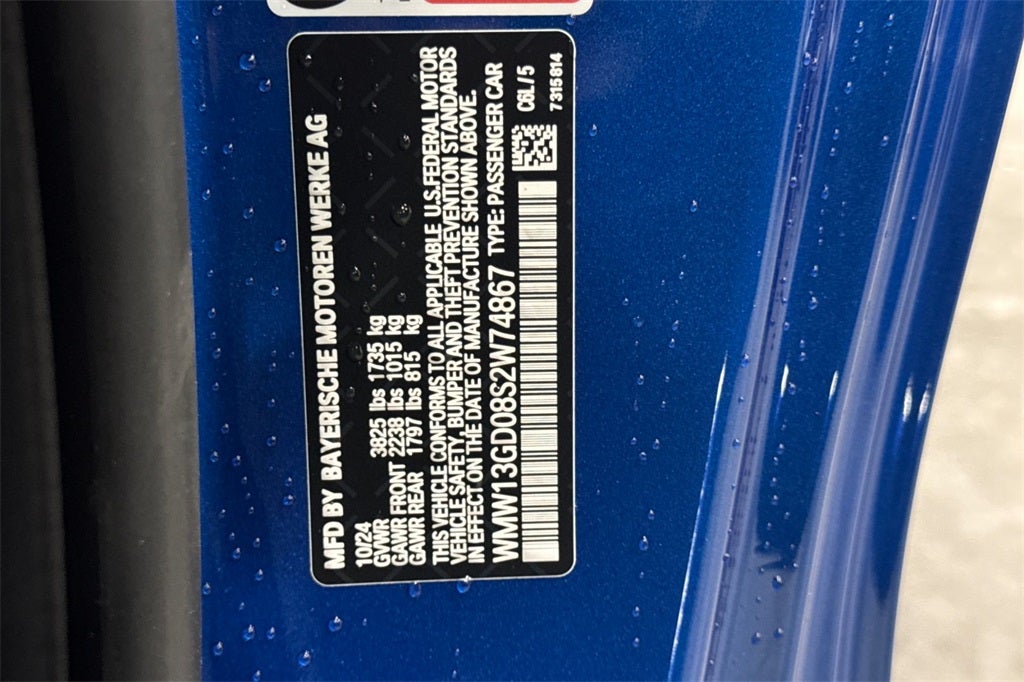 MFD BY BAYERISCHE MOTOREN WERKE AG
10/24
GVWR 3825 lbs 1735 kg
GAWR FRONT 2238 lbs 1015 kg
GAWR REAR 1797 lbs 815 kg
THIS VEHICLE CONFORMS TO ALL APPLICABLE U.S.FEDERAL MOTOR
VEHICLE SAFETY, BUMPER AND THEFT PREVENTION STANDARDS
IN EFFECT ON THE DATE OF MANUFACTURE SHOWN ABOVE.
WMW13GD08S2W74867 TYPE: PASSENGER CAR
C6L/5
7315814